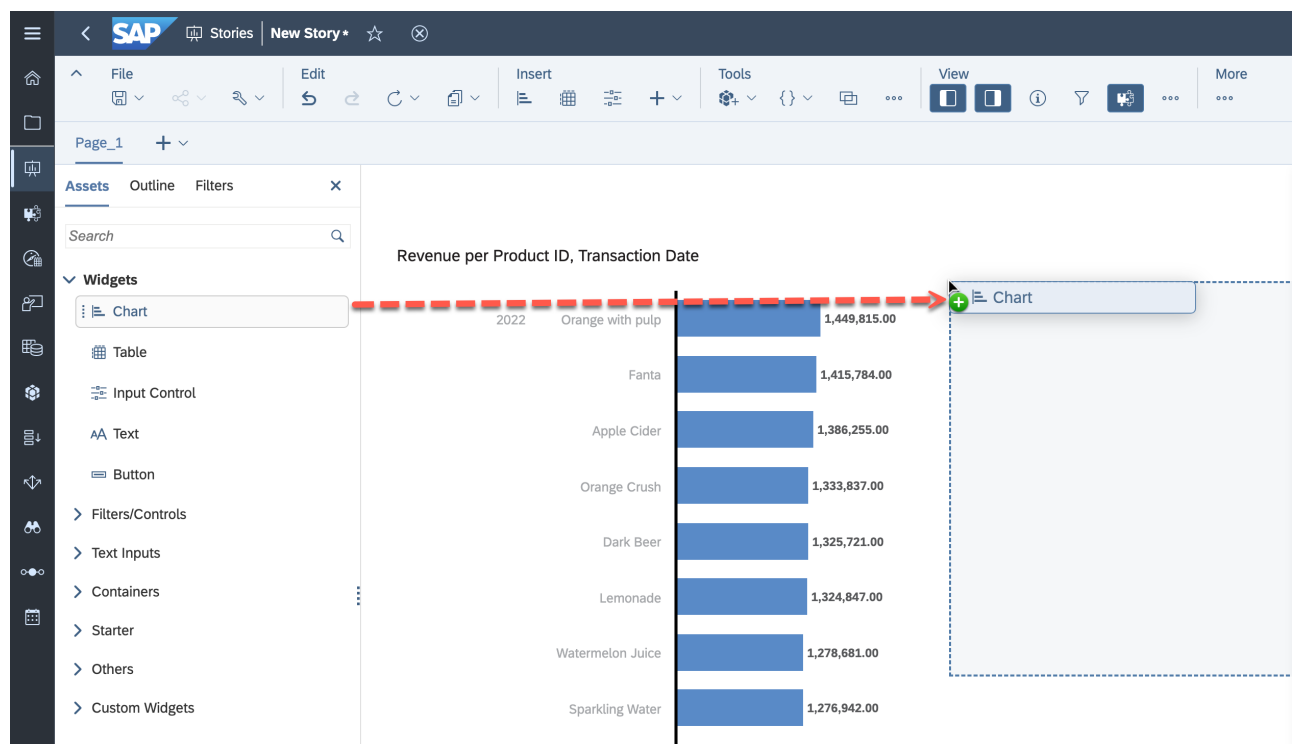 SAP Stories New Story*
File Edit Insert Tools View More
Page_1
Assets Outline Filters
Search
Widgets
Chart
Table
Input Control
Text
Button
Filters/Controls
Text Inputs
Containers
Starter
Others
Custom Widgets
Revenue per Product ID, Transaction Date
2022 Orange with pulp 1,449,815.00
Fanta 1,415,784.00
Apple Cider 1,386,255.00
Orange Crush 1,333,837.00
Dark Beer 1,325,721.00
Lemonade 1,324,847.00
Watermelon Juice 1,278,681.00
Sparkling Water 1,276,942.00
Chart